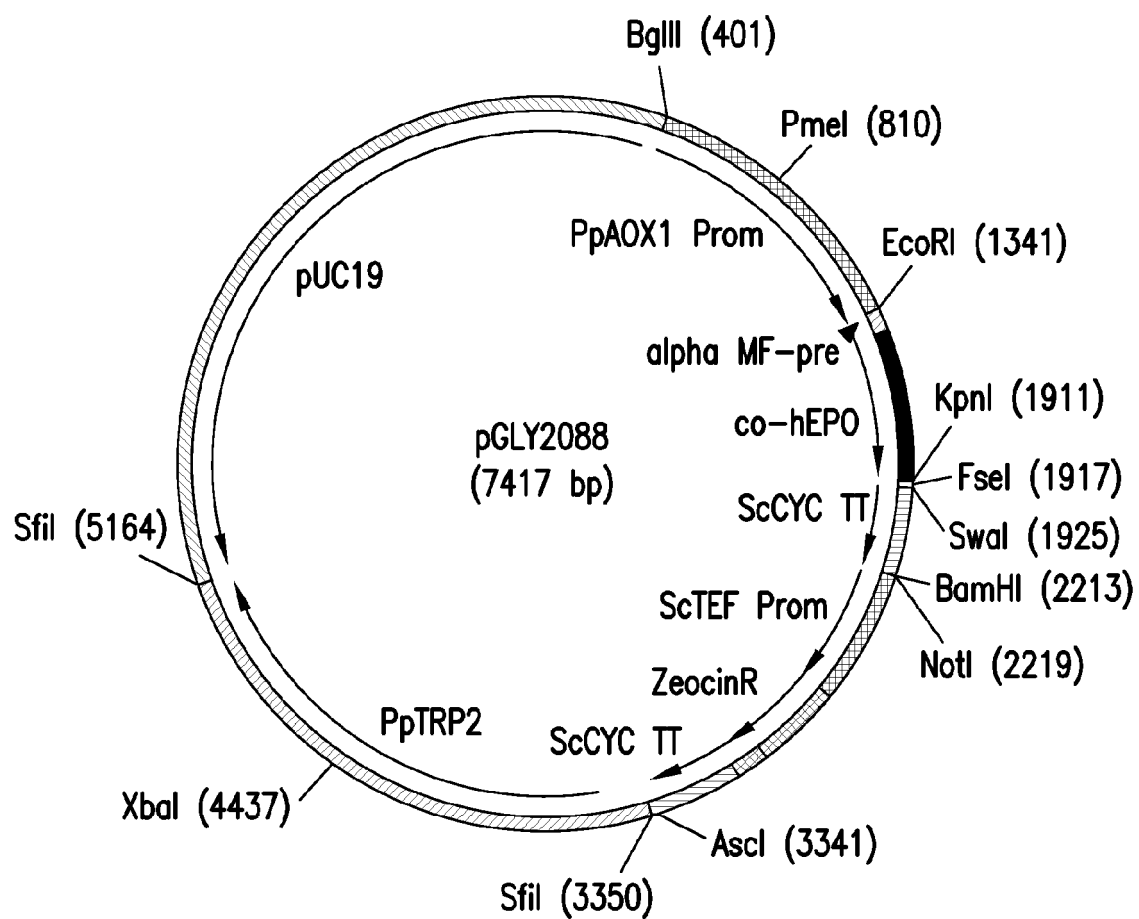 BglII (401)
PmeI (810)
PpAOX1 Prom
EcoRI (1341)
pUC19
alpha MF-pre
KpnI (1911)
co-hEPO
pGLY2088
(7417 bp)
FseI (1917)
ScCYC TT
SfiI (5164)
SwaI (1925)
BamHI (2213)
ScTEF Prom
NotI (2219)
ZeocinR
PpTRP2
ScCYC TT
XbaI (4437)
AscI (3341)
SfiI (3350)